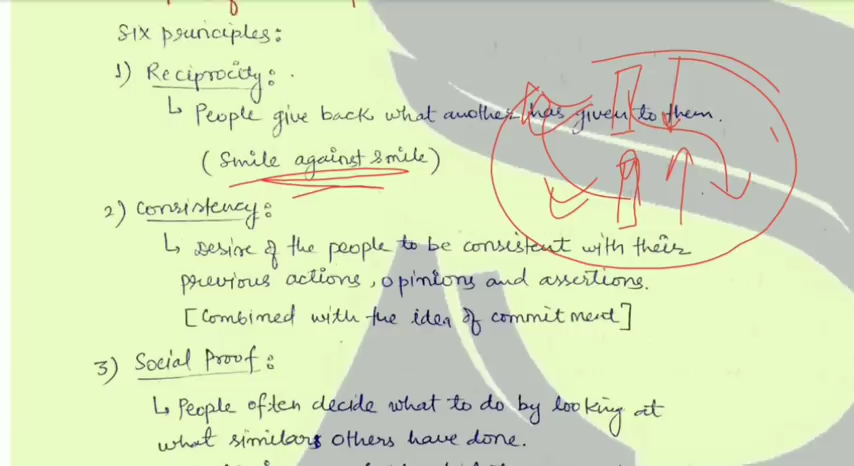 Six principles:
1) Reciprocity:
↳ People give back what another has given to them.
(Smile against smile)
2) Consistency:
↳ Desire of the people to be consistent with their
previous actions, opinions and assertions.
[Combined with the idea of commitment]
3) Social Proof:
↳ People often decide what to do by looking at
what similars others have done.